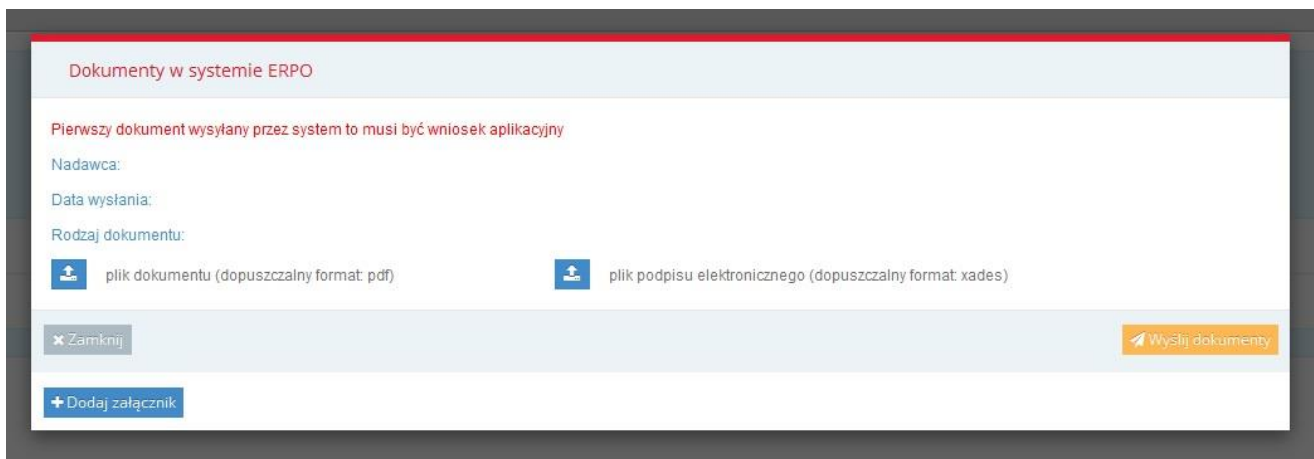 Dokumenty w systemie ERPO
Pierwszy dokument wysyłany przez system to musi być wniosek aplikacyjny
Nadawca:
Data wysłania:
Rodzaj dokumentu:
plik dokumentu (dopuszczalny format: pdf)
plik podpisu elektronicznego (dopuszczalny format: xades)
Zamknij
Wyślij dokumenty
Dodaj załącznik